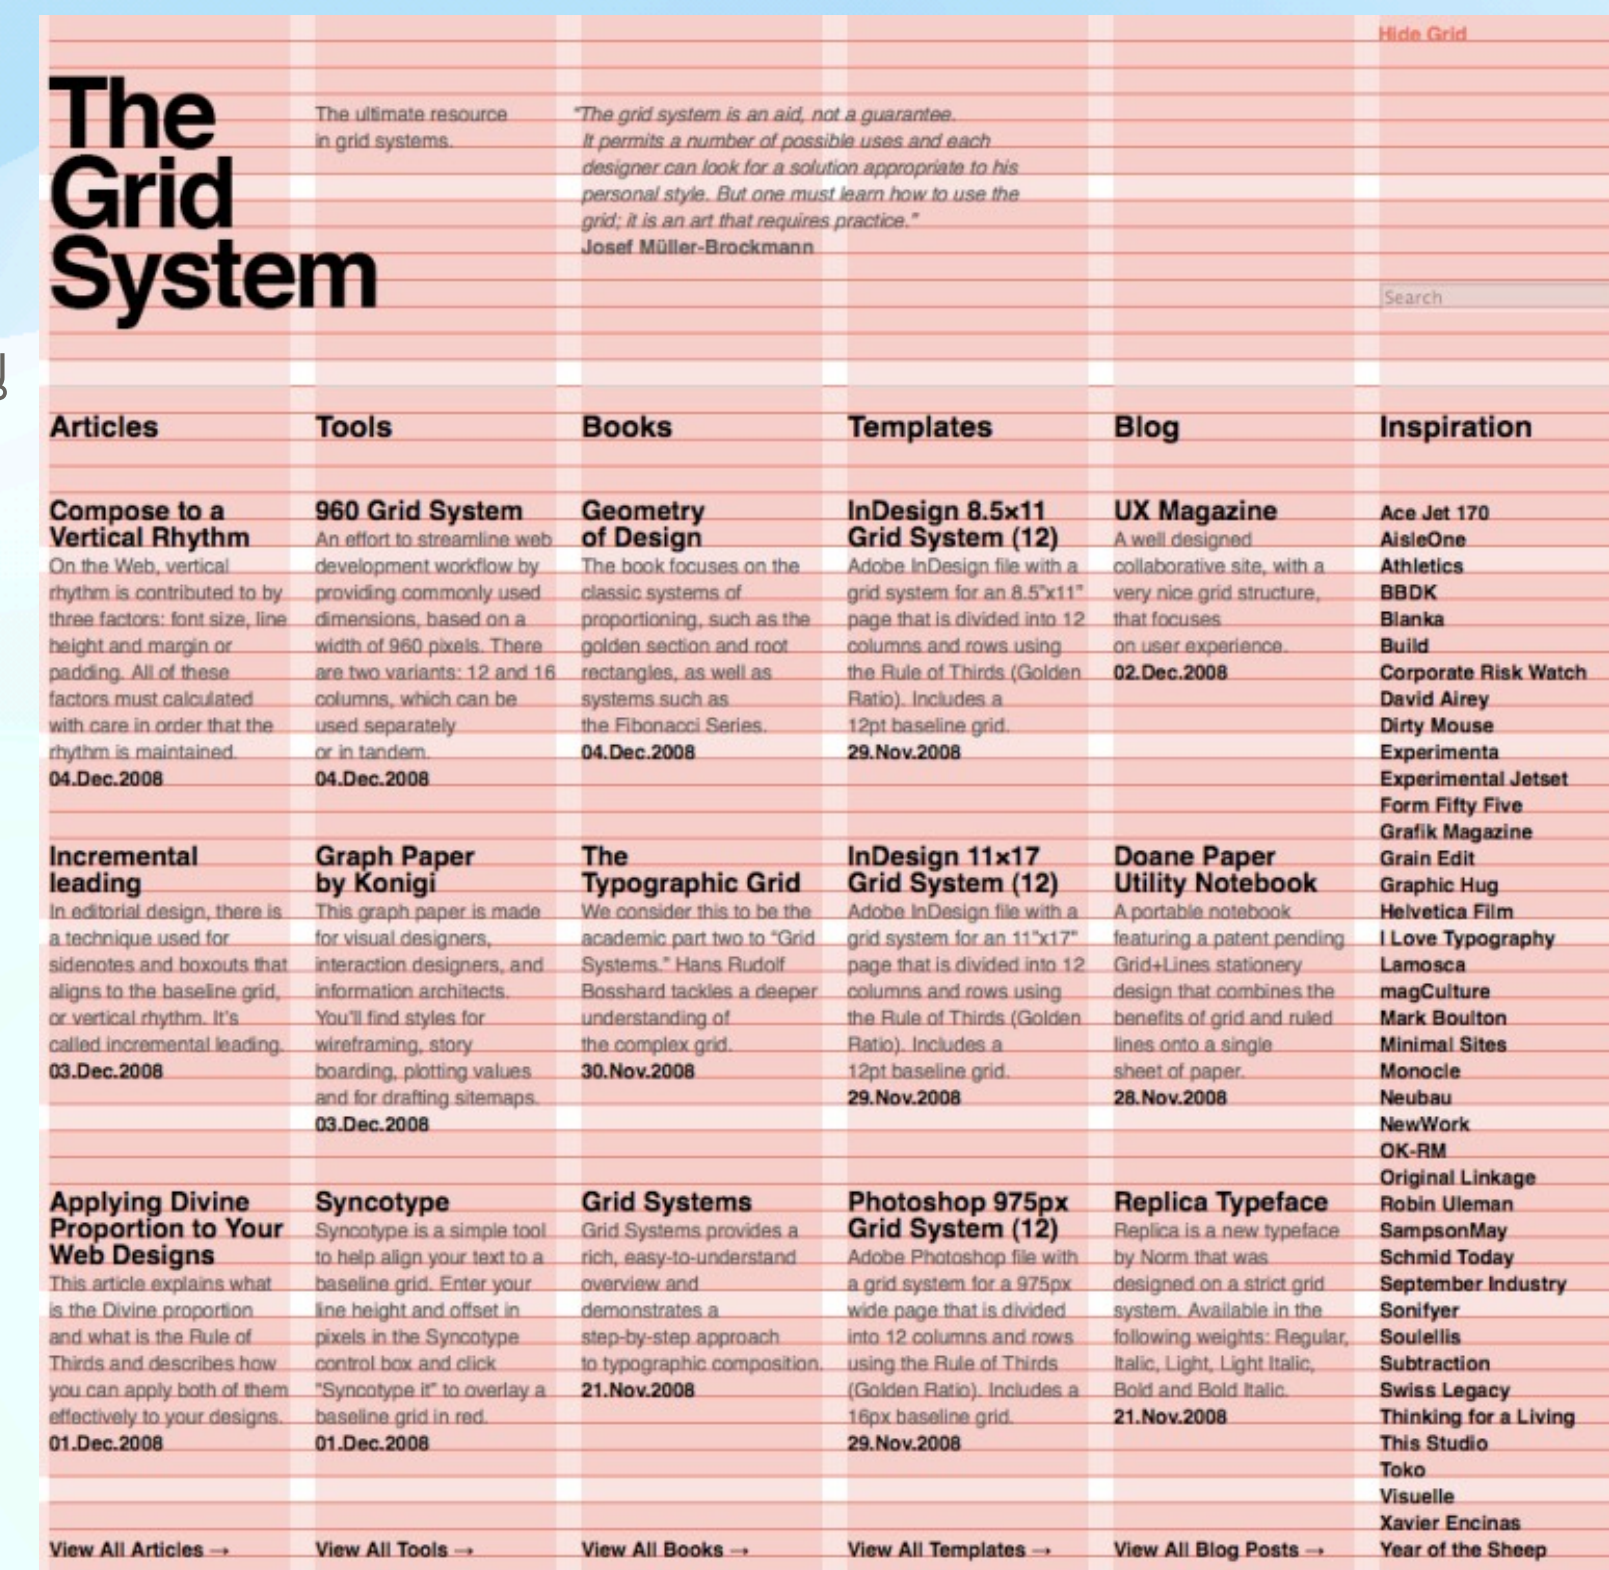 Hide Grid
The
Grid
System
The ultimate resource
in grid systems.
"The grid system is an aid, not a guarantee.
It permits a number of possible uses and each
designer can look for a solution appropriate to his
personal style. But one must learn how to use the
grid; it is an art that requires practice."
Josef Müller-Brockmann
Search
Articles
Compose to a
Vertical Rhythm
On the Web, vertical
rhythm is contributed to by
three factors: font size, line
height and margin or
padding. All of these
factors must calculated
with care in order that the
rhythm is maintained.
04.Dec.2008
Incremental
leading
In editorial design, there is
a technique used for
sidenotes and boxouts that
aligns to the baseline grid,
or vertical rhythm. It's
called incremental leading.
03.Dec.2008
Applying Divine
Proportion to Your
Web Designs
This article explains what
is the Divine proportion
and what is the Rule of
Thirds and describes how
you can apply both of them
effectively to your designs.
01.Dec.2008
View All Articles →
Tools
960 Grid System
An effort to streamline web
development workflow by
providing commonly used
dimensions, based on a
width of 960 pixels. There
are two variants: 12 and 16
columns, which can be
used separately
or in tandem.
04.Dec.2008
Graph Paper
by Konigi
This graph paper is made
for visual designers,
interaction designers, and
information architects.
You'll find styles for
wireframing, story
boarding, plotting values
and for drafting sitemaps.
03.Dec.2008
Syncotype
Syncotype is a simple tool
to help align your text to a
baseline grid. Enter your
line height and offset in
pixels in the Syncotype
control box and click
"Syncotype it" to overlay a
baseline grid in red.
01.Dec.2008
View All Tools →
Books
Geometry
of Design
The book focuses on the
classic systems of
proportioning, such as the
golden section and root
rectangles, as well as
systems such as
the Fibonacci Series.
04.Dec.2008
The
Typographic Grid
We consider this to be the
academic part two to "Grid
Systems." Hans Rudolf
Bosshard tackles a deeper
understanding of
the complex grid.
30.Nov.2008
Grid Systems
Grid Systems provides a
rich, easy-to-understand
overview and
demonstrates a
step-by-step approach
to typographic composition.
21.Nov.2008
View All Books →
Templates
InDesign 8.5×11
Grid System (12)
Adobe InDesign file with a
grid system for an 8.5"x11"
page that is divided into 12
columns and rows using
the Rule of Thirds (Golden
Ratio). Includes a
12pt baseline grid.
29.Nov.2008
InDesign 11×17
Grid System (12)
Adobe InDesign file with a
grid system for an 11"x17"
page that is divided into 12
columns and rows using
the Rule of Thirds (Golden
Ratio). Includes a
12pt baseline grid.
29.Nov.2008
Photoshop 975px
Grid System (12)
Adobe Photoshop file with
a grid system for a 975px
wide page that is divided
into 12 columns and rows
using the Rule of Thirds
(Golden Ratio). Includes a
16px baseline grid.
29.Nov.2008
View All Templates →
Blog
UX Magazine
A well designed
collaborative site, with a
very nice grid structure,
that focuses
on user experience.
02.Dec.2008
Doane Paper
Utility Notebook
A portable notebook
featuring a patent pending
Grid+Lines stationery
design that combines the
benefits of grid and ruled
lines onto a single
sheet of paper.
28.Nov.2008
Replica Typeface
Replica is a new typeface
by Norm that was
designed on a strict grid
system. Available in the
following weights: Regular,
Italic, Light, Light Italic,
Bold and Bold Italic.
21.Nov.2008
View All Blog Posts →
Inspiration
Ace Jet 170
AisleOne
Athletics
BBDK
Blanka
Build
Corporate Risk Watch
David Airey
Dirty Mouse
Experimenta
Experimental Jetset
Form Fifty Five
Grafik Magazine
Grain Edit
Graphic Hug
Helvetica Film
I Love Typography
Lamosca
magCulture
Mark Boulton
Minimal Sites
Monocle
Neubau
NewWork
OK-RM
Original Linkage
Robin Uleman
SampsonMay
Schmid Today
September Industry
Sonifyer
Soulellis
Subtraction
Swiss Legacy
Thinking for a Living
This Studio
Toko
Visuelle
Xavier Encinas
Year of the Sheep